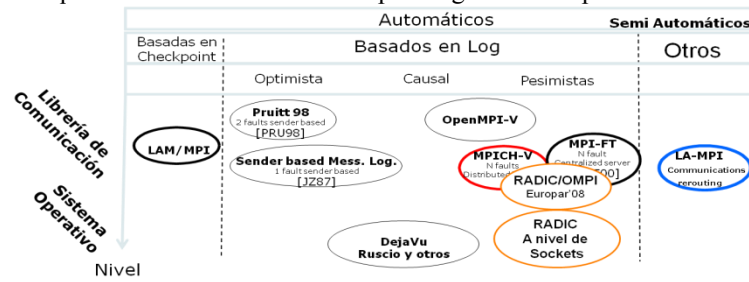 Automáticos
Semi Automáticos
Basadas en
Checkpoint
Basados en Log
Otros
Optimista
Causal
Pesimistas
Librería de
Comunicación
Sistema
Operativo
Nivel
LAM/MPI
Pruitt 98
2 faults sender based
[PRU98]
Sender based Mess. Log.
1 fault sender based
[JZ87]
OpenMPI-V
MPICH-V
N faults
Distributed
MPI-FT
N fault
Centralized server
00]
RADIC/OMPI
Europar'08
RADIC
A nivel de
Sockets
DejaVu
Ruscio y otros
LA-MPI
Communications
rerouting